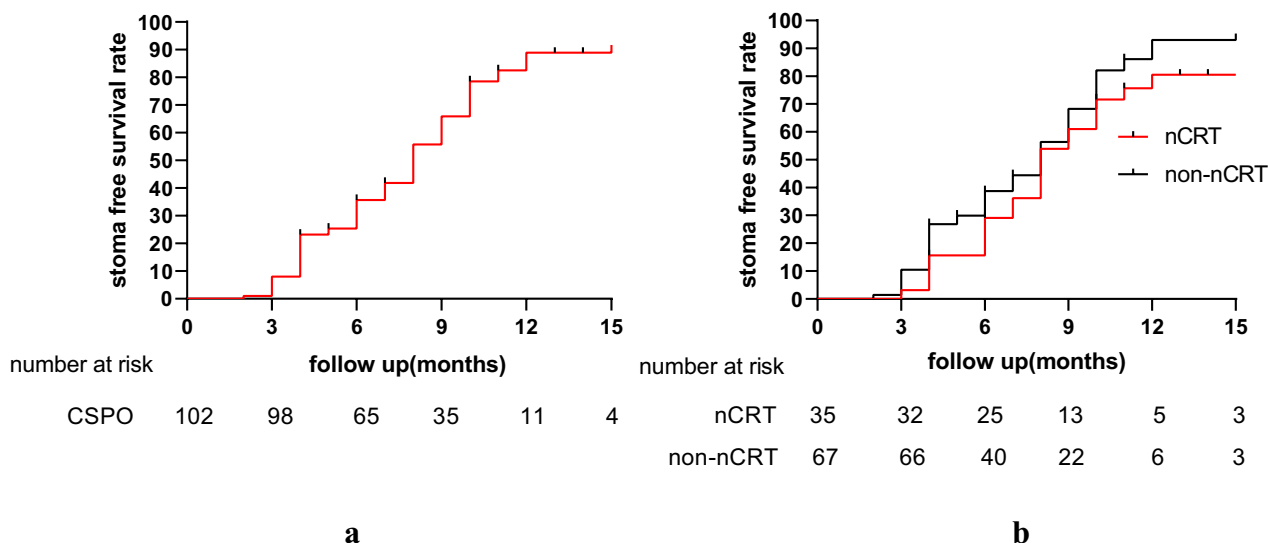 stoma free survival rate
100
90
80
70
60
50
40
30
20
10
0
0 3 6 9 12 15
follow up(months)
number at risk
CSPO 102 98 65 35 11 4
a
stoma free survival rate
100
90
80
70
60
50
40
30
20
10
0
nCRT
non-nCRT
0 3 6 9 12 15
follow up(months)
number at risk
nCRT 35 32 25 13 5 3
non-nCRT 67 66 40 22 6 3
b